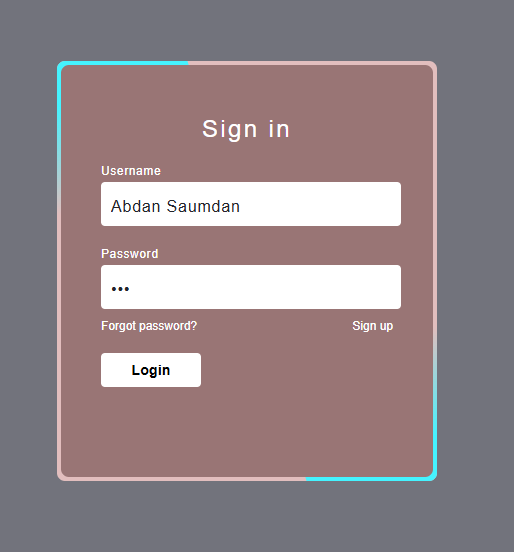 Sign in
Username
Abdan Saumdan
Password
•••
Forgot password? Sign up
Login